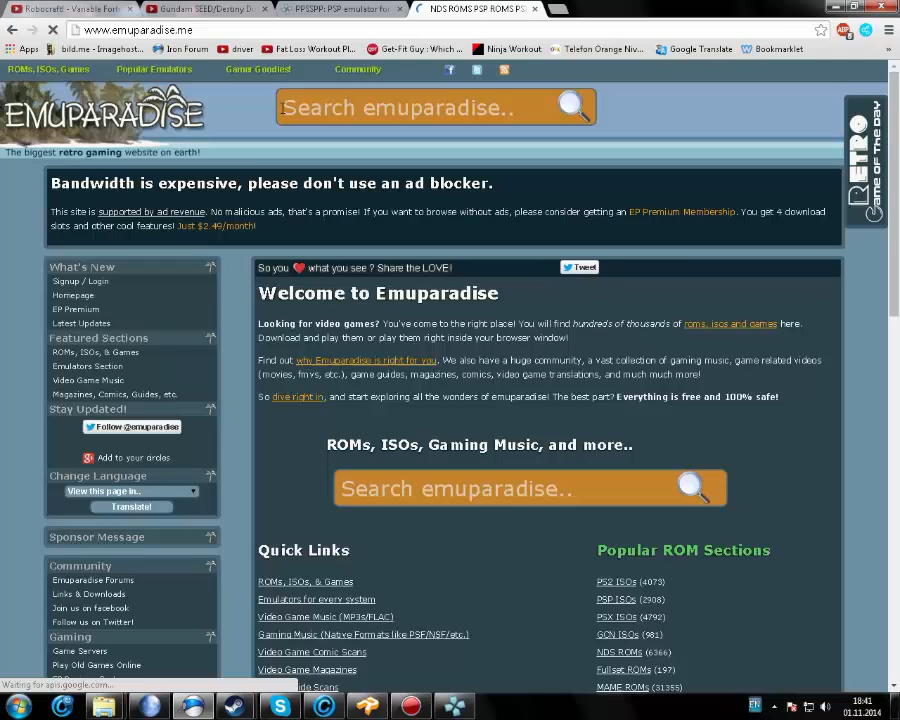 Robocraft! - Variable Fort
Gundam SEED/Destiny D
PPSSPP: PSP emulator for
NDS ROMS PSP ROMS PS
www.emuparadise.me
Apps
bild.me - Imagehost...
Iron Forum
driver
Fat Loss Workout Pl...
Get-Fit Guy : Which ...
Ninja Workout
Telefon Orange Niv...
Google Translate
Bookmarklet
ROMs, ISOs, Games
Popular Emulators
Gamer Goodies!
Community
EMUPARADISE
Search emuparadise..
The biggest retro gaming website on earth!
RETRO
GAME OF THE DAY
Bandwidth is expensive, please don't use an ad blocker.
This site is supported by ad revenue. No malicious ads, that's a promise! If you want to browse without ads, please consider getting an EP Premium Membership. You get 4 download
slots and other cool features! Just $2.49/month!
What's New
Signup / Login
Homepage
EP Premium
Latest Updates
Featured Sections
ROMs, ISOs, & Games
Emulators Section
Video Game Music
Magazines, Comics, Guides, etc.
Stay Updated!
Follow @emuparadise
Add to your circles
Change Language
View this page in..
Translate!
Sponsor Message
Community
Emuparadise Forums
Links & Downloads
Join us on facebook
Follow us on Twitter!
Gaming
Game Servers
Play Old Games Online
So you ❤ what you see ? Share the LOVE!
Tweet
Welcome to Emuparadise
Looking for video games? You've come to the right place! You will find hundreds of thousands of roms, isos and games here.
Download and play them or play them right inside your browser window!
Find out why Emuparadise is right for you. We also have a huge community, a vast collection of gaming music, game related videos
(movies, fmvs, etc.), game guides, magazines, comics, video game translations, and much much more!
So dive right in, and start exploring all the wonders of emuparadise! The best part? Everything is free and 100% safe!
ROMs, ISOs, Gaming Music, and more..
Search emuparadise..
Quick Links
ROMs, ISOs, & Games
Emulators for every system
Video Game Music (MP3s/FLAC)
Gaming Music (Native Formats like PSF/NSF/etc.)
Video Game Comic Scans
Video Game Magazines
Scans
Popular ROM Sections
PS2 ISOs (4073)
PSP ISOs (2908)
PSX ISOs (4792)
GCN ISOs (981)
NDS ROMs (6366)
Fullset ROMs (197)
MAME ROMs (31355)
Waiting for apis.google.com...
EN
18:41
01.11.2014